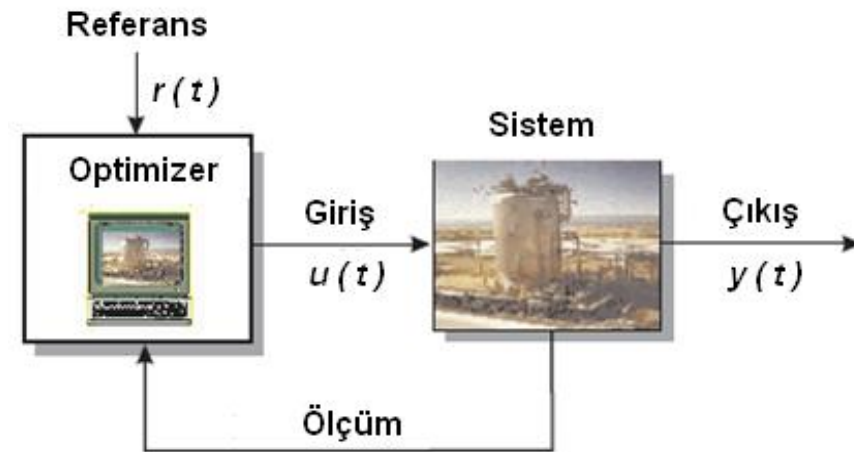 Referans
r(t)
Sistem
Optimizer
Giriş
Çıkış
u(t)
y(t)
Ölçüm